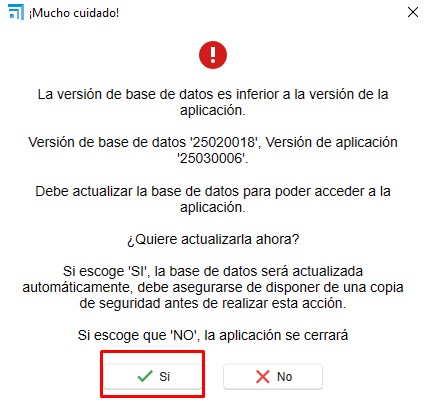 ¡Mucho cuidado!
La versión de base de datos es inferior a la versión de la
aplicación.
Versión de base de datos '25020018', Versión de aplicación
'25030006'.
Debe actualizar la base de datos para poder acceder a la
aplicación.
¿Quiere actualizarla ahora?
Si escoge 'SI', la base de datos será actualizada
automáticamente, debe asegurarse de disponer de una copia
de seguridad antes de realizar esta acción.
Si escoge que 'NO', la aplicación se cerrará
Si
No